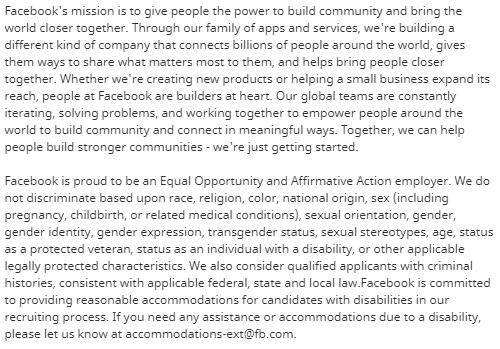 Facebook's mission is to give people the power to build community and bring the
world closer together. Through our family of apps and services, we're building a
different kind of company that connects billions of people around the world, gives
them ways to share what matters most to them, and helps bring people closer
together. Whether we're creating new products or helping a small business expand its
reach, people at Facebook are builders at heart. Our global teams are constantly
iterating, solving problems, and working together to empower people around the
world to build community and connect in meaningful ways. Together, we can help
people build stronger communities - we're just getting started.

Facebook is proud to be an Equal Opportunity and Affirmative Action employer. We do
not discriminate based upon race, religion, color, national origin, sex (including
pregnancy, childbirth, or related medical conditions), sexual orientation, gender,
gender identity, gender expression, transgender status, sexual stereotypes, age, status
as a protected veteran, status as an individual with a disability, or other applicable
legally protected characteristics. We also consider qualified applicants with criminal
histories, consistent with applicable federal, state and local law.Facebook is committed
to providing reasonable accommodations for candidates with disabilities in our
recruiting process. If you need any assistance or accommodations due to a disability,
please let us know at accommodations-ext@fb.com.